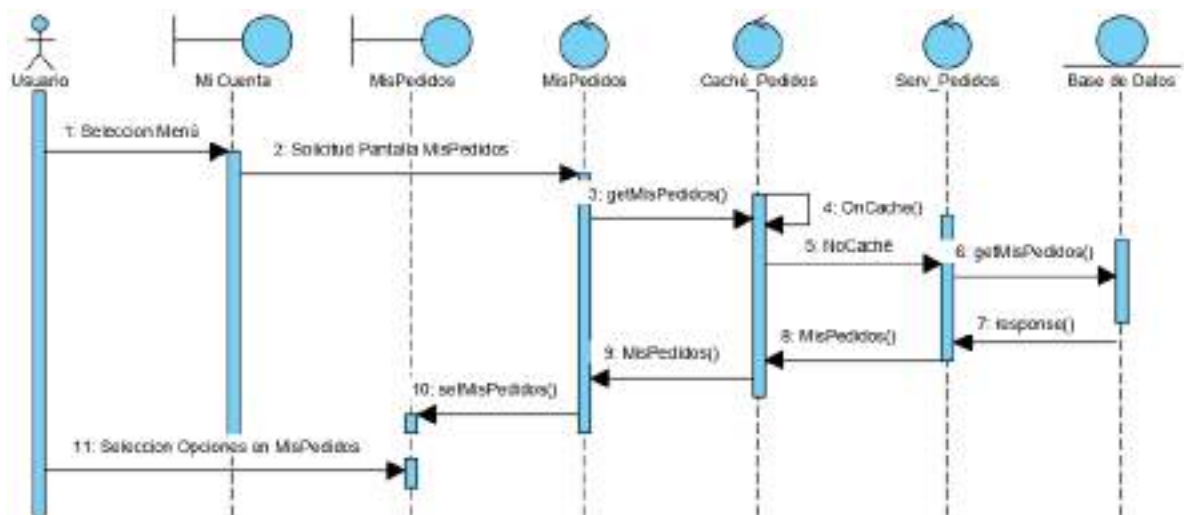 Usuario
Mi Cuenta
MisPedidos
MisPedidos
Caché_Pedidos
Serv_Pedidos
Base de Datos
1: Seleccion Menú
2: Solicitud Pantalla MisPedidos
3: getMisPedidos()
4: OnCache()
5: NoCaché
6: getMisPedidos()
7: response()
8: MisPedidos()
9: MisPedidos()
10: setMisPedidos()
11: Seleccion Opciones en MisPedidos